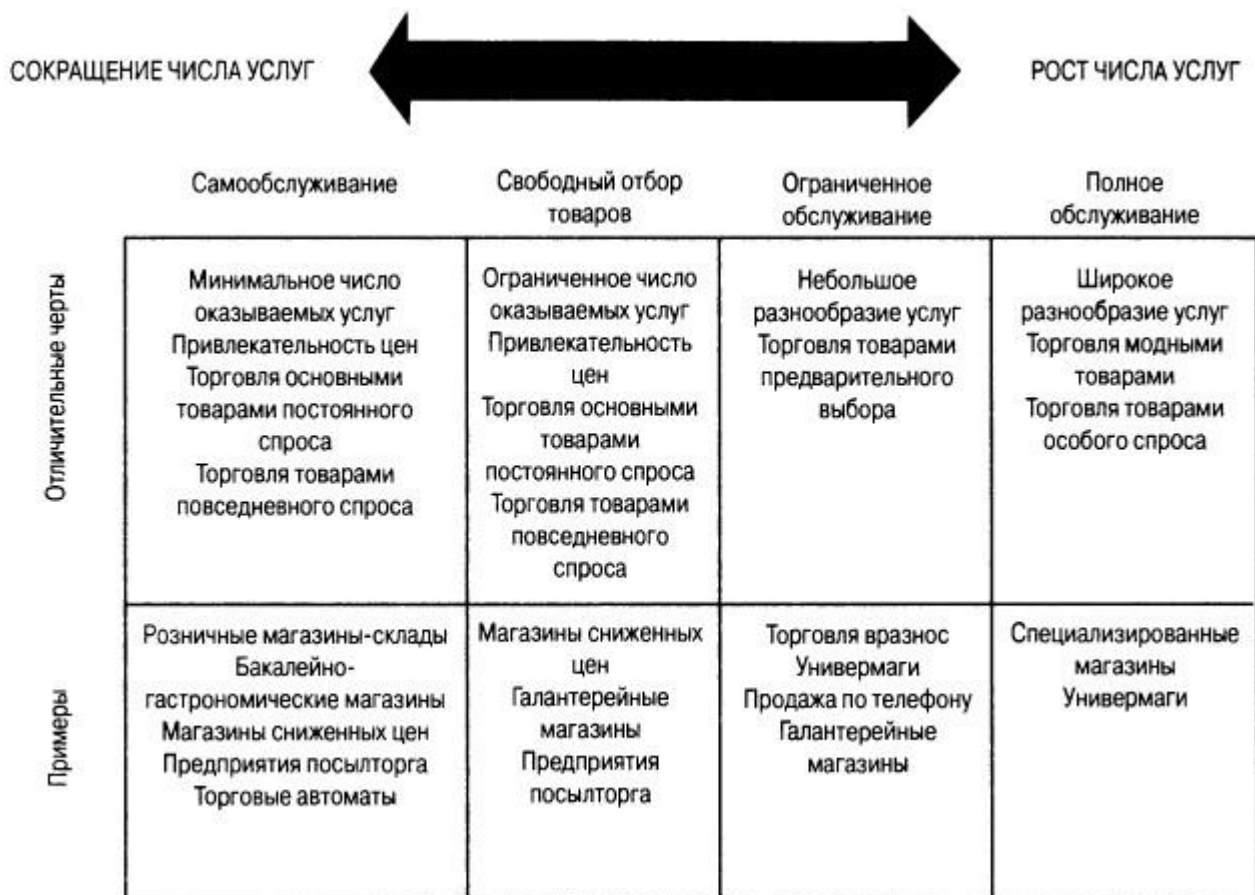 СОКРАЩЕНИЕ ЧИСЛА УСЛУГ
РОСТ ЧИСЛА УСЛУГ
Самообслуживание
Свободный отбор
товаров
Ограниченное
обслуживание
Полное
обслуживание
Отличительные черты
Минимальное число
оказываемых услуг
Привлекательность цен
Торговля основными
товарами постоянного
спроса
Торговля товарами
повседневного спроса
Ограниченное число
оказываемых услуг
Привлекательность
цен
Торговля основными
товарами
постоянного спроса
Торговля товарами
повседневного
спроса
Небольшое
разнообразие услуг
Торговля товарами
предварительного
выбора
Широкое
разнообразие услуг
Торговля модными
товарами
Торговля товарами
особого спроса
Примеры
Розничные магазины-склады
Бакалейно-
гастрономические магазины
Магазины сниженных цен
Предприятия посылторга
Торговые автоматы
Магазины сниженных
цен
Галантерейные
магазины
Предприятия
посылторга
Торговля вразнос
Универмаги
Продажа по телефону
Галантерейные
магазины
Специализированные
магазины
Универмаги